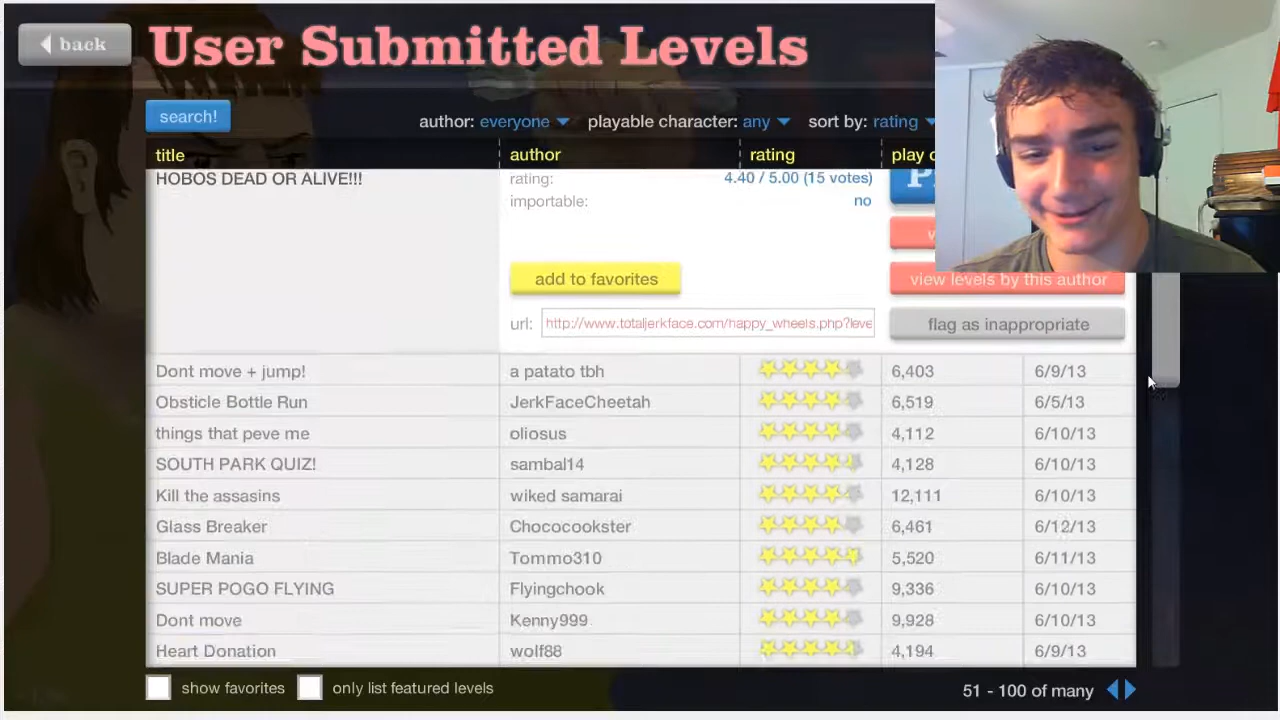 back
User Submitted Levels
search!
author: everyone playable character: any sort by: rating
title author rating play
HOBOS DEAD OR ALIVE!!!
rating: 4.40 / 5.00 (15 votes)
importable: no
add to favorites
view levels by this author
url: http://www.totaljerkface.com/happy_wheels.php?leve
flag as inappropriate
Dont move + jump! a patato tbh 6,403 6/9/13
Obsticle Bottle Run JerkFaceCheetah 6,519 6/5/13
things that peve me oliosus 4,112 6/10/13
SOUTH PARK QUIZ! sambal14 4,128 6/10/13
Kill the assasins wiked samarai 12,111 6/10/13
Glass Breaker Chococookster 6,461 6/12/13
Blade Mania Tommo310 5,520 6/11/13
SUPER POGO FLYING Flyingchook 9,336 6/10/13
Dont move Kenny999 9,928 6/10/13
Heart Donation wolf88 4,194 6/9/13
show favorites only list featured levels
51 - 100 of many